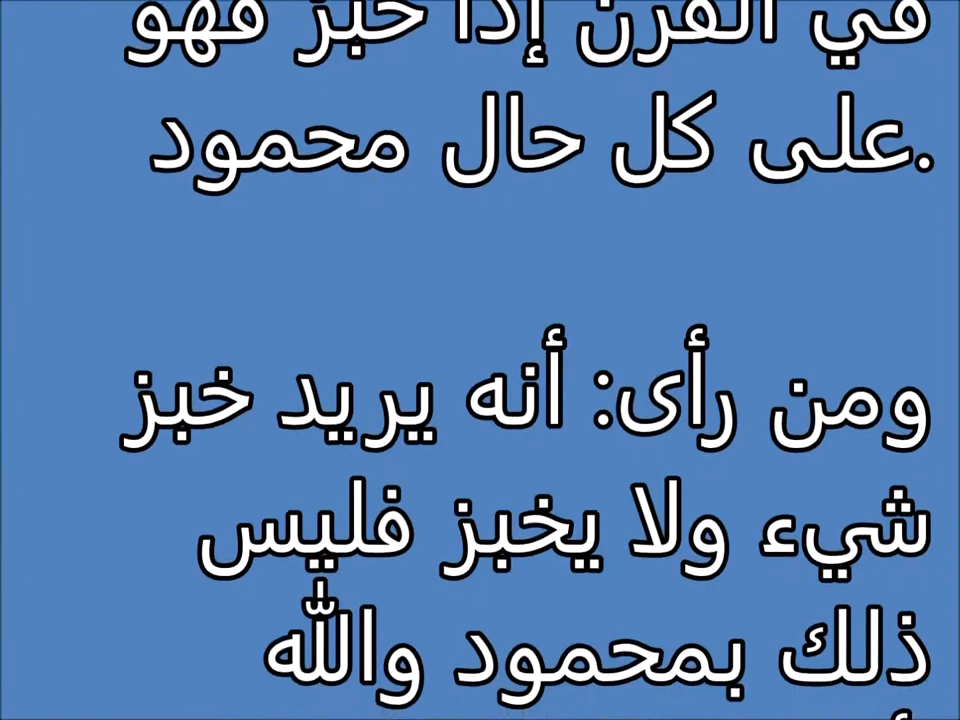 في الفرن إذا خبز فهو
على كل حال محمود.
ومن رأى: أنه يريد خبز
شيء ولا يخبز فليس
ذلك بمحمود والله